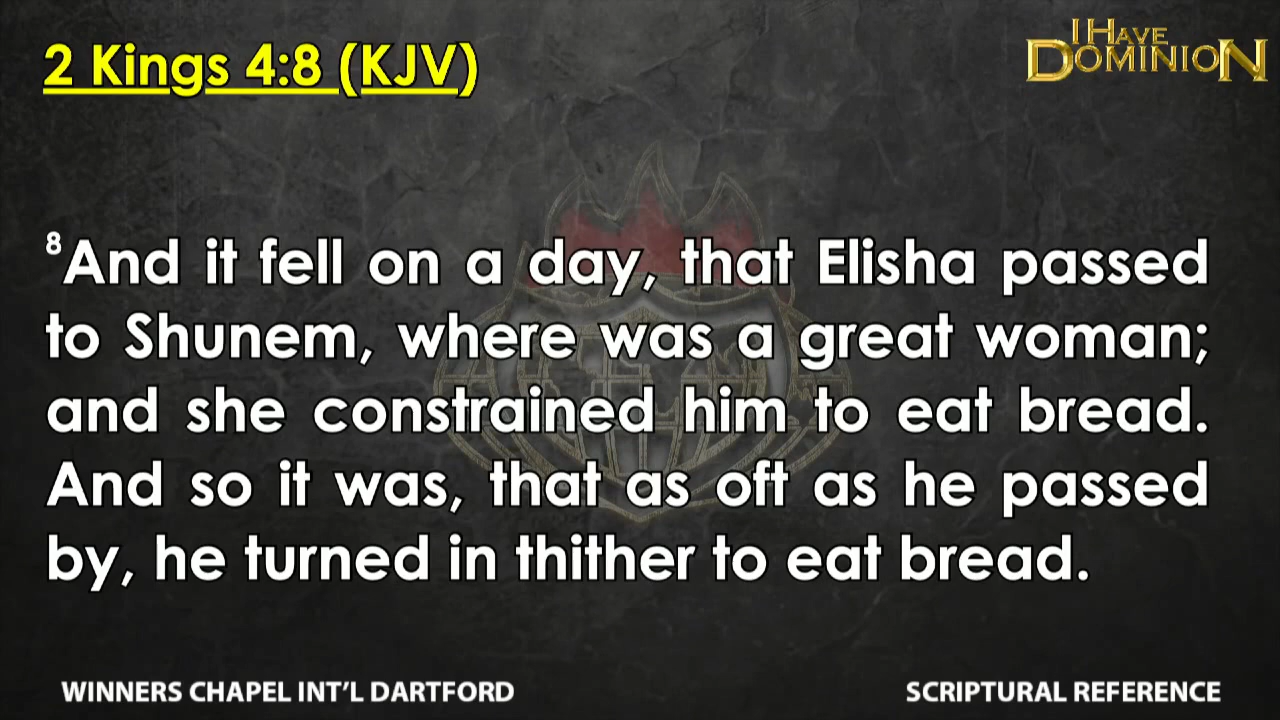 2 Kings 4:8 (KJV)
I HAVE
DOMINION
8And it fell on a day, that Elisha passed
to Shunem, where was a great woman;
and she constrained him to eat bread.
And so it was, that as oft as he passed
by, he turned in thither to eat bread.
WINNERS CHAPEL INT'L DARTFORD
SCRIPTURAL REFERENCE